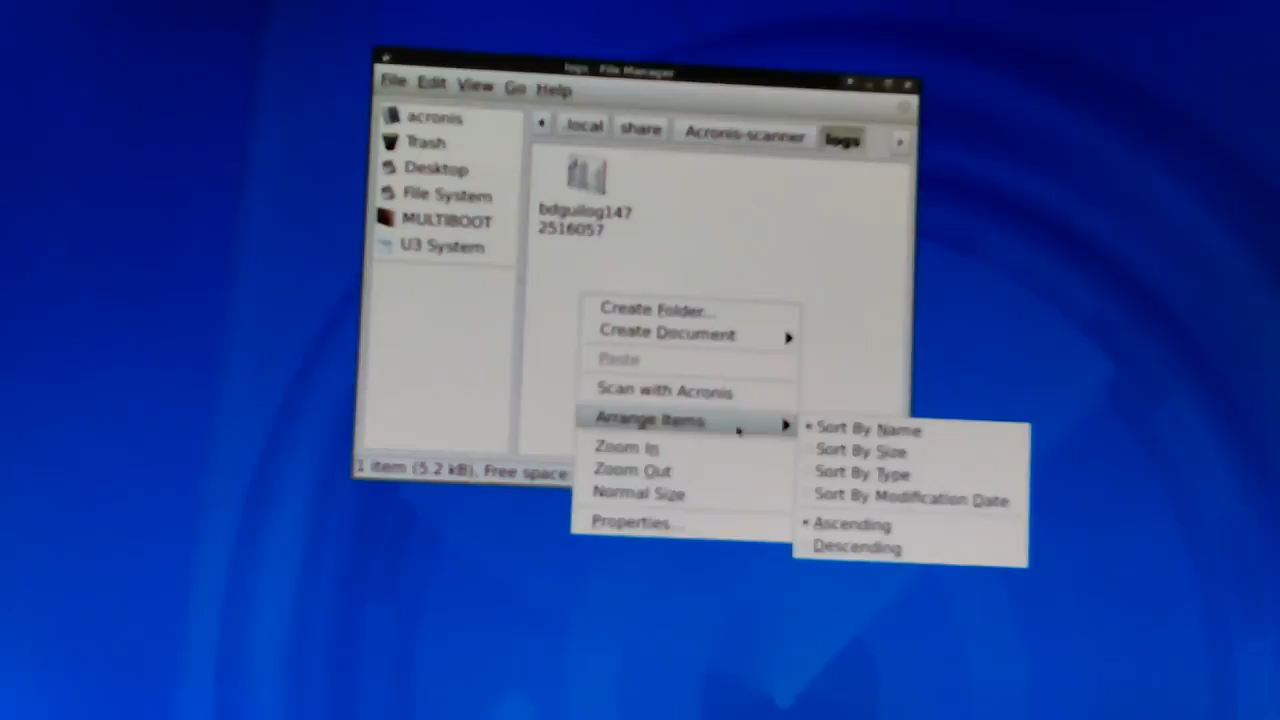 logs - File Manager
File Edit View Go Help
acronis
Trash
Desktop
File System
MULTIBOOT
U3 System
local share Acronis-scanner logs
bdguilog147
2516057
Create Folder...
Create Document
Paste
Scan with Acronis
Arrange Items
Zoom In
Zoom Out
Normal Size
Properties...
Sort By Name
Sort By Size
Sort By Type
Sort By Modification Date
Ascending
Descending
1 item (5.2 kB), Free space